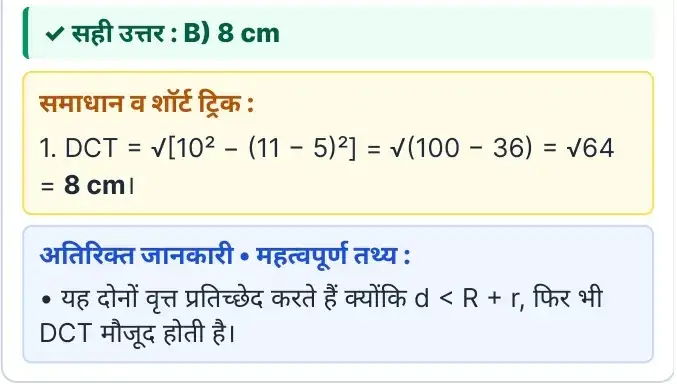 ✓ सही उत्तर : B) 8 cm
समाधान व शॉर्ट ट्रिक :
1. DCT = √[10² − (11 − 5)²] = √(100 − 36) = √64
= 8 cm।
अतिरिक्त जानकारी • महत्वपूर्ण तथ्य :
• यह दोनों वृत्त प्रतिच्छेद करते हैं क्योंकि d < R + r, फिर भी
DCT मौजूद होती है।